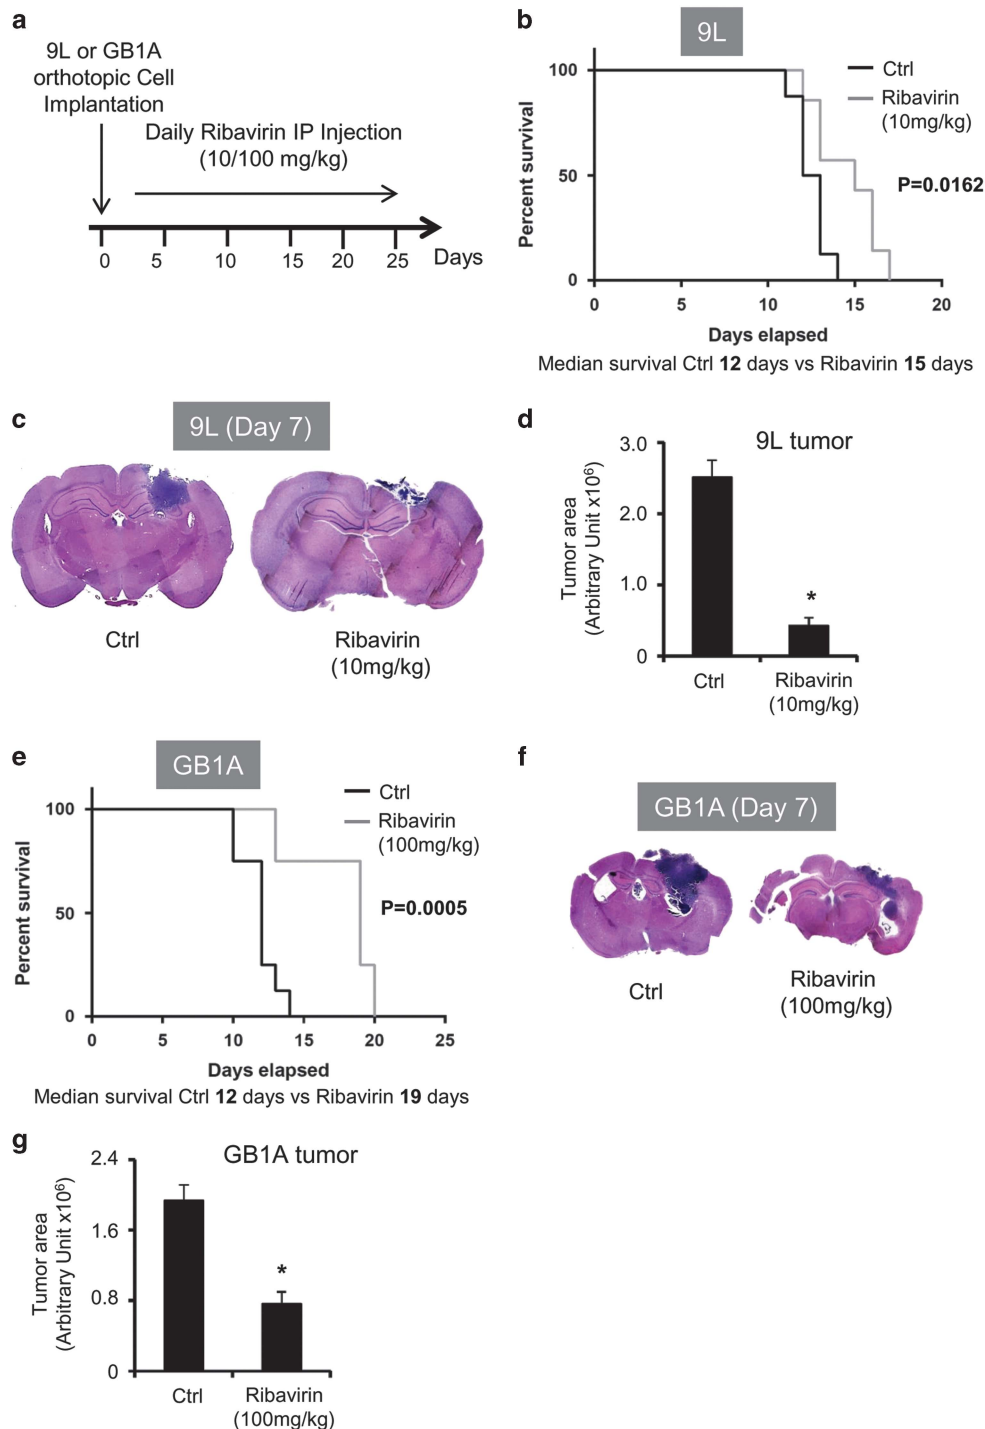 a
9L or GB1A
orthotopic Cell
Implantation
Daily Ribavirin IP Injection
(10/100 mg/kg)
0 5 10 15 20 25 Days
b
9L
Percent survival
100
50
0
0 5 10 15 20
Days elapsed
Ctrl
Ribavirin
(10mg/kg)
P=0.0162
Median survival Ctrl 12 days vs Ribavirin 15 days
c
9L (Day 7)
Ctrl
Ribavirin
(10mg/kg)
d
9L tumor
Tumor area
(Arbitrary Unit x10⁶)
3.0
2.0
1.0
0
*
Ctrl
Ribavirin
(10mg/kg)
e
GB1A
Percent survival
100
50
0
0 5 10 15 20 25
Days elapsed
Ctrl
Ribavirin
(100mg/kg)
P=0.0005
Median survival Ctrl 12 days vs Ribavirin 19 days
f
GB1A (Day 7)
Ctrl
Ribavirin
(100mg/kg)
g
GB1A tumor
Tumor area
(Arbitrary Unit x10⁶)
2.4
1.6
0.8
0
*
Ctrl
Ribavirin
(100mg/kg)